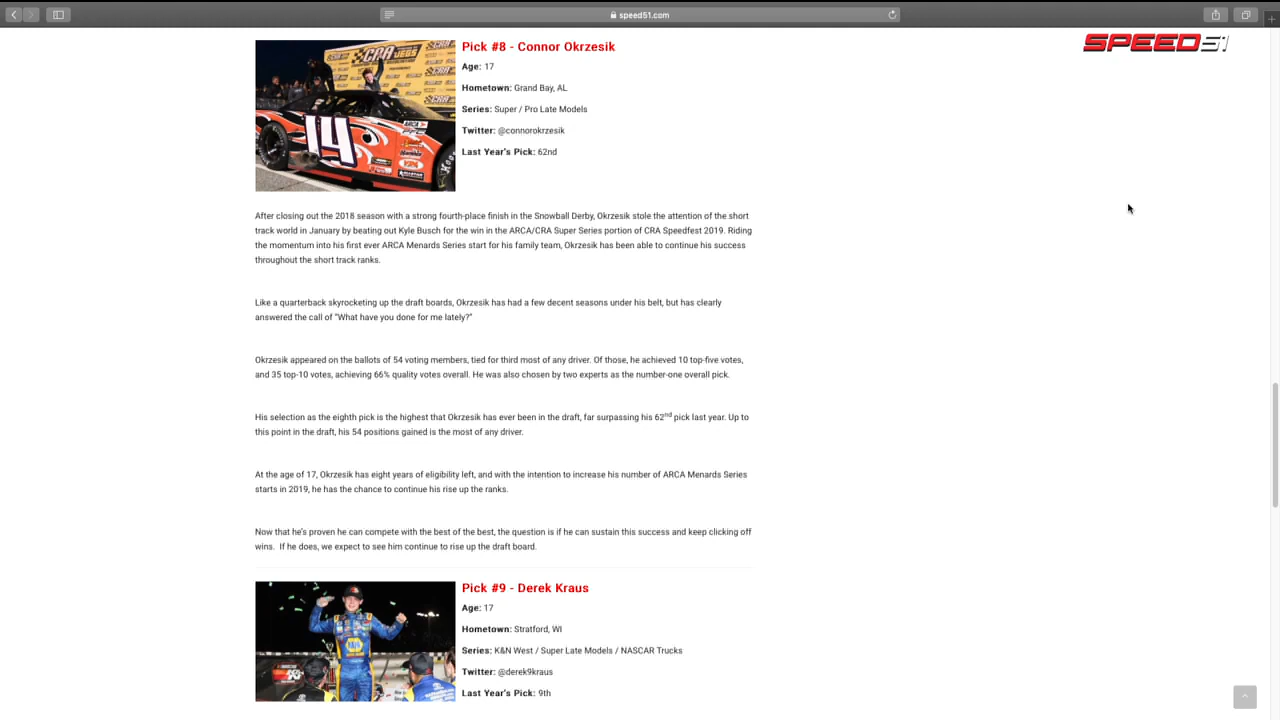 speed51.com
SPEED51
Pick #8 - Connor Okrzesik
Age: 17
Hometown: Grand Bay, AL
Series: Super / Pro Late Models
Twitter: @connorokrzesik
Last Year's Pick: 62nd
CRA
14
ARCA
After closing out the 2018 season with a strong fourth-place finish in the Snowball Derby, Okrzesik stole the attention of the short
track world in January by beating out Kyle Busch for the win in the ARCA/CRA Super Series portion of CRA Speedfest 2019. Riding
the momentum into his first ever ARCA Menards Series start for his family team, Okrzesik has been able to continue his success
throughout the short track ranks.
Like a quarterback skyrocketing up the draft boards, Okrzesik has had a few decent seasons under his belt, but has clearly
answered the call of “What have you done for me lately?”
Okrzesik appeared on the ballots of 54 voting members, tied for third most of any driver. Of those, he achieved 10 top-five votes,
and 35 top-10 votes, achieving 66% quality votes overall. He was also chosen by two experts as the number-one overall pick.
His selection as the eighth pick is the highest that Okrzesik has ever been in the draft, far surpassing his 62nd pick last year. Up to
this point in the draft, his 54 positions gained is the most of any driver.
At the age of 17, Okrzesik has eight years of eligibility left, and with the intention to increase his number of ARCA Menards Series
starts in 2019, he has the chance to continue his rise up the ranks.
Now that he's proven he can compete with the best of the best, the question is if he can sustain this success and keep clicking off
wins. If he does, we expect to see him continue to rise up the draft board.
Pick #9 - Derek Kraus
Age: 17
Hometown: Stratford, WI
Series: K&N West / Super Late Models / NASCAR Trucks
Twitter: @derek9kraus
Last Year's Pick: 9th
NAPA
K&N